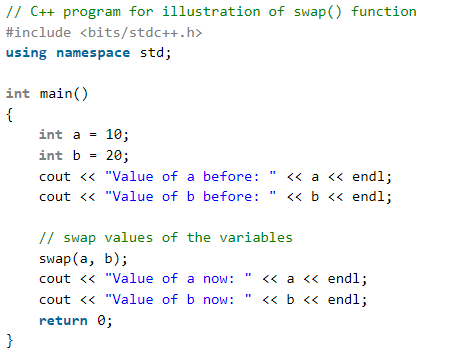 // C++ program for illustration of swap() function
#include <bits/stdc++.h>
using namespace std;

int main()
{
    int a = 10;
    int b = 20;
    cout << "Value of a before: " << a << endl;
    cout << "Value of b before: " << b << endl;

    // swap values of the variables
    swap(a, b);
    cout << "Value of a now: " << a << endl;
    cout << "Value of b now: " << b << endl;
    return 0;
}